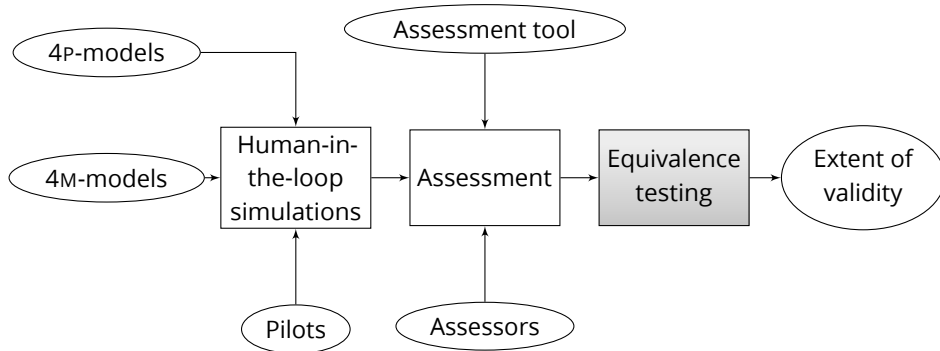 4P-models
Assessment tool
4M-models
Human-in-
the-loop
simulations
Assessment
Equivalence
testing
Extent of
validity
Pilots
Assessors